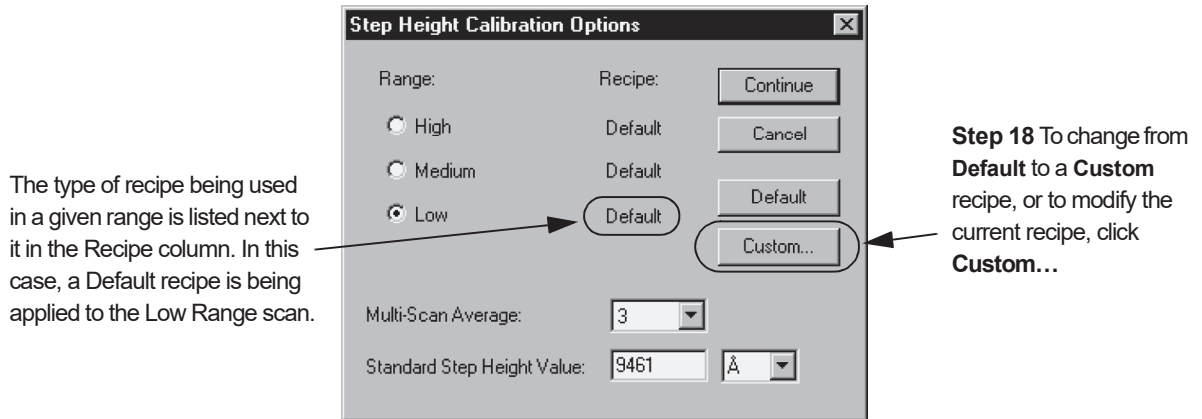 Step Height Calibration Options
Range:
Recipe:
Continue
High
Default
Cancel
Medium
Default
Default
Low
Default
Custom...
Multi-Scan Average:
3
Standard Step Height Value:
9461
Å
The type of recipe being used
in a given range is listed next to
it in the Recipe column. In this
case, a Default recipe is being
applied to the Low Range scan.
Step 18 To change from
Default to a Custom
recipe, or to modify the
current recipe, click
Custom…